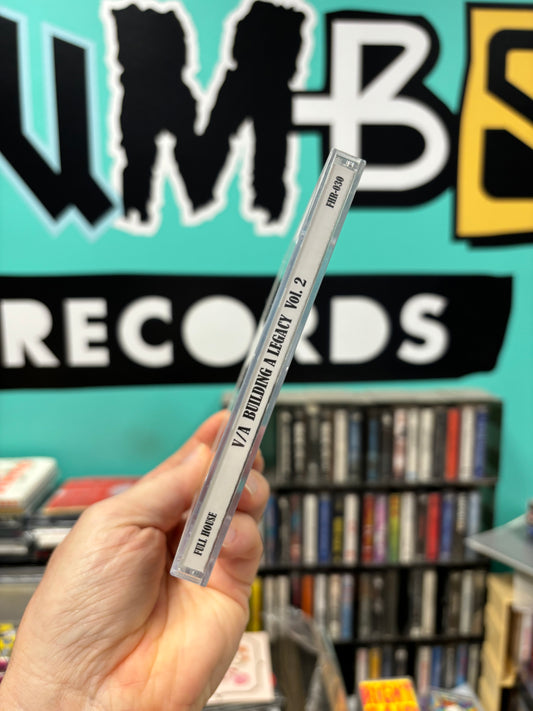 UMBS
RECORDS
FULL HOUSE V/A BUILDING A LEGACY Vol. 2 FHR-030